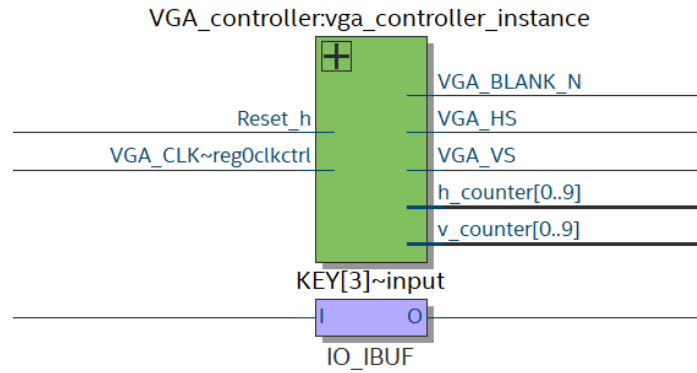 VGA_controller:vga_controller_instance
VGA_BLANK_N
Reset_h
VGA_HS
VGA_CLK~reg0clkctrl
VGA_VS
h_counter[0..9]
v_counter[0..9]
KEY[3]~input
I
O
IO_IBUF